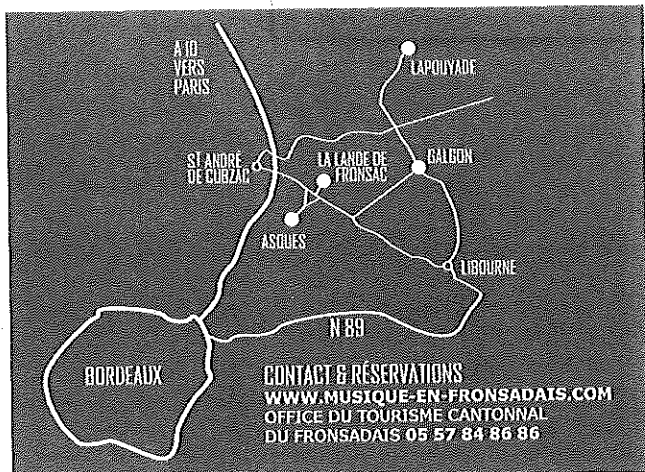 A 10
VERS
PARIS
LAPOUYADE
ST ANDRÉ
DE CUBZAC
LA LANDE DE
FRONSAC
GALGON
ASQUES
LIBOURNE
N 89
BORDEAUX
CONTACT & RÉSERVATIONS
WWW.MUSIQUE-EN-FRONSADAIS.COM
OFFICE DU TOURISME CANTONNAL
DU FRONSADAIS 05 57 84 86 86